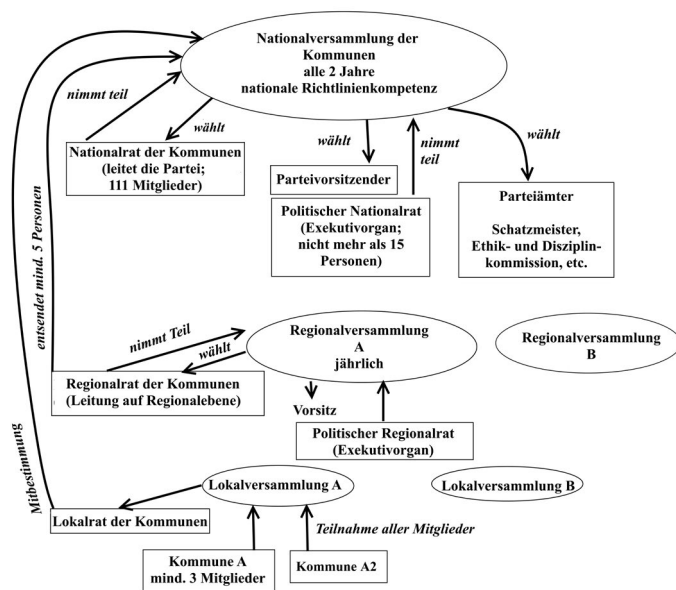 Nationalversammlung der
Kommunen
alle 2 Jahre
nationale Richtlinienkompetenz
nimmt teil
wählt
wählt
nimmt
teil
wählt
Nationalrat der Kommunen
(leitet die Partei;
111 Mitglieder)
Parteivorsitzender
Politischer Nationalrat
(Exekutivorgan;
nicht mehr als 15
Personen)
Parteiämter
Schatzmeister,
Ethik- und Disziplin-
kommission, etc.
entsendet mind. 5 Personen
nimmt Teil
wählt
Regionalversammlung
A
jährlich
Regionalversammlung
B
Regionalrat der Kommunen
(Leitung auf Regionalebene)
Vorsitz
Politischer Regionalrat
(Exekutivorgan)
Mitbestimmung
Lokalversammlung A
Lokalversammlung B
Lokalrat der Kommunen
Teilnahme aller Mitglieder
Kommune A
mind. 3 Mitglieder
Kommune A2